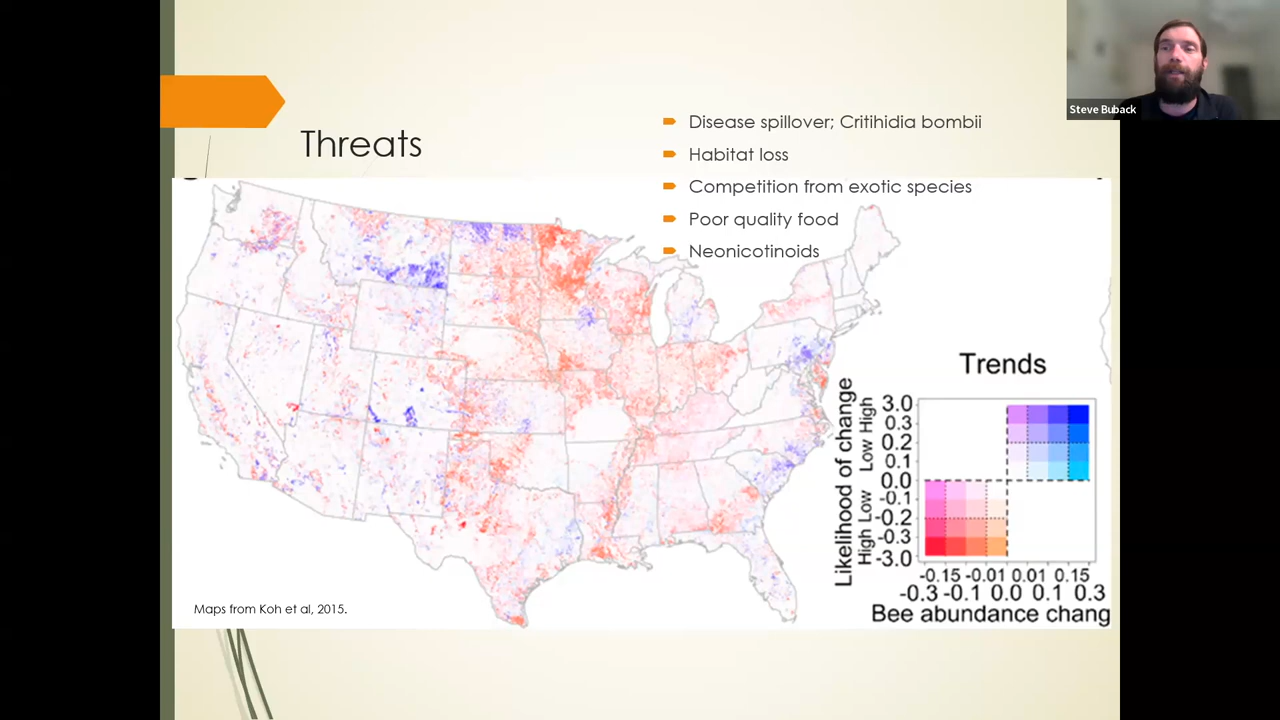 Steve Buback
Threats
Disease spillover; Critihidia bombii
Habitat loss
Competition from exotic species
Poor quality food
Neonicotinoids
Trends
Likelihood of change
High Low Low High
3.0
0.3
0.2
0.1
0.0
-0.1
-0.2
-0.3
-3.0
-0.15 -0.01 0.01 0.15
-0.3 -0.1 0.0 0.1 0.3
Bee abundance chang
Maps from Koh et al, 2015.